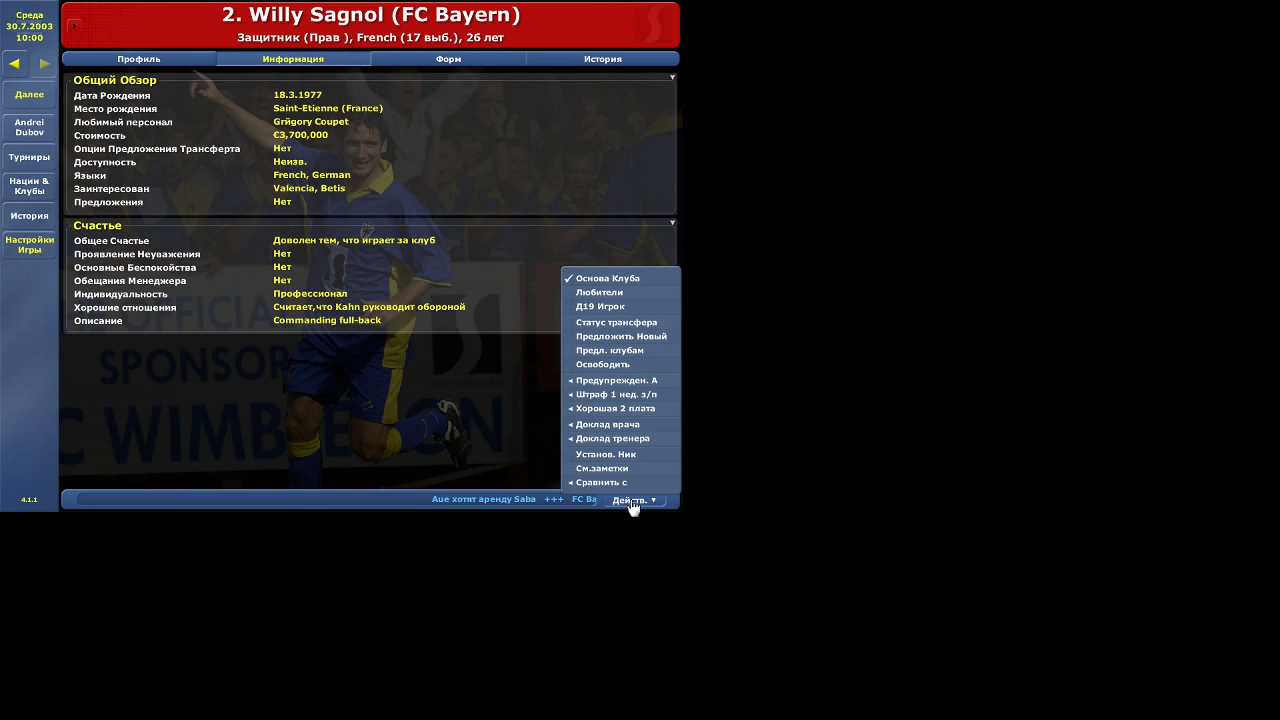 Среда
30.7.2003
10:00
Далее
Andrei
Dubov
Турниры
Нации &
Клубы
История
Настройки
Игры
4.1.1
2. Willy Sagnol (FC Bayern)
Защитник (Прав ), French (17 выб.), 26 лет
Профиль Информация Форм История
Общий Обзор
Дата Рождения 18.3.1977
Место рождения Saint-Etienne (France)
Любимый персонал Grйgory Coupet
Стоимость €3,700,000
Опции Предложения Трансферта Нет
Доступность Неизв.
Языки French, German
Заинтересован Valencia, Betis
Предложения Нет
Счастье
Общее Счастье Доволен тем, что играет за клуб
Проявление Неуважения Нет
Основные Беспокойства Нет
Обещания Менеджера Нет
Индивидуальность Профессионал
Хорошие отношения Считает,что Kahn руководит обороной
Описание Commanding full-back
Основа Клуба
Любители
Д19 Игрок
Статус трансфера
Предложить Новый
Предл. клубам
Освободить
Предупрежден. А
Штраф 1 нед. з/п
Хорошая 2 плата
Доклад врача
Доклад тренера
Установ. Ник
См.заметки
Сравнить с
Aue хотят аренду Saba +++ FC Ba
Действ.
OFFICIA
SPONSOR
C WIMB